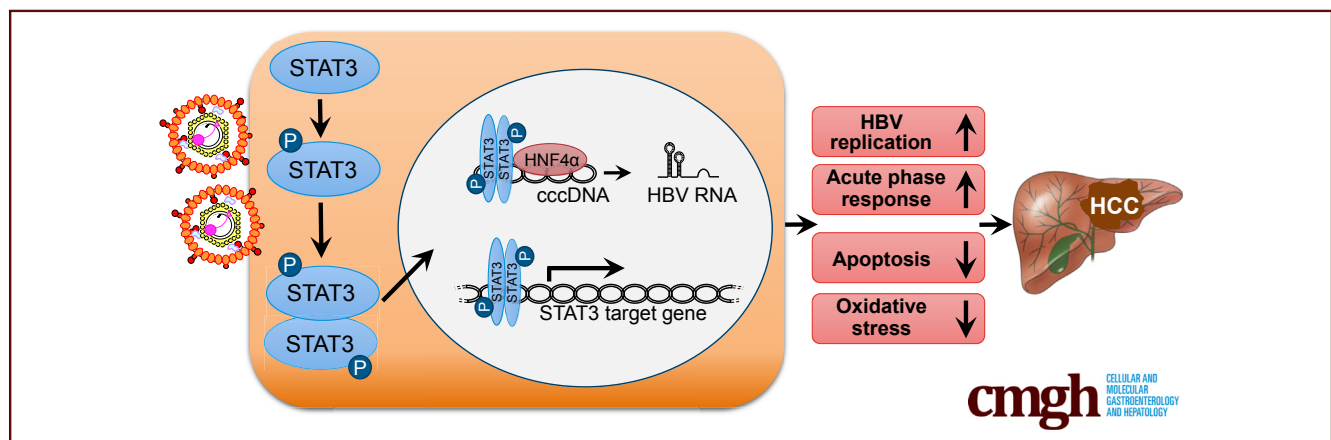 STAT3
P
STAT3
P
STAT3
STAT3
P
STAT3
STAT3
P
P
HNF4α
cccDNA
HBV RNA
STAT3
STAT3
P
P
STAT3 target gene
HBV
replication
Acute phase
response
Apoptosis
Oxidative
stress
HCC
cmgh
CELLULAR AND
MOLECULAR
GASTROENTEROLOGY
AND HEPATOLOGY